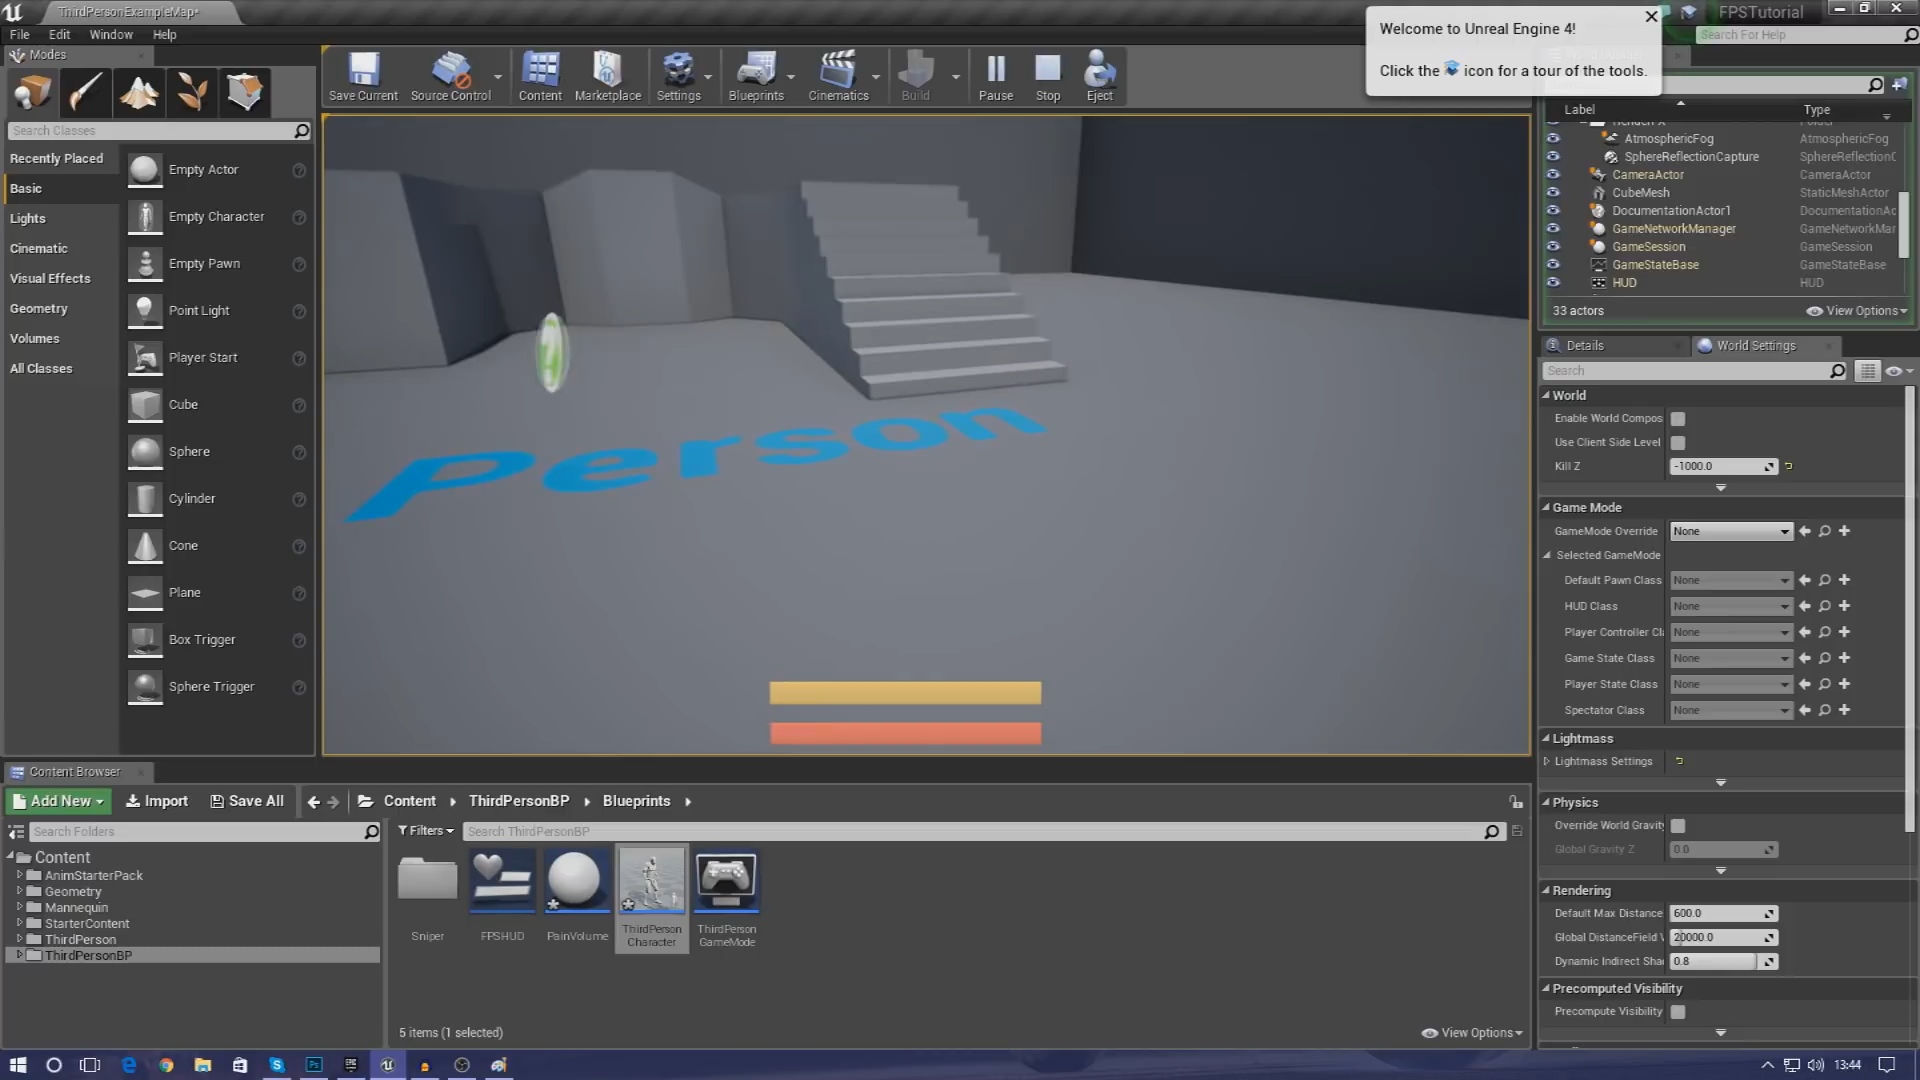 ThirdPersonExampleMap*
FPSTutorial
File Edit Window Help
Search For Help
Welcome to Unreal Engine 4!
Click the icon for a tour of the tools.
Modes
Save Current
Source Control
Content
Marketplace
Settings
Blueprints
Cinematics
Build
Pause
Stop
Eject
Search Classes
Recently Placed
Basic
Lights
Cinematic
Visual Effects
Geometry
Volumes
All Classes
Empty Actor
Empty Character
Empty Pawn
Point Light
Player Start
Cube
Sphere
Cylinder
Cone
Plane
Box Trigger
Sphere Trigger
Person
Label Type
AtmosphericFog AtmosphericFog
SphereReflectionCapture SphereReflectionC
CameraActor CameraActor
CubeMesh StaticMeshActor
DocumentationActor1 DocumentationAc
GameNetworkManager GameNetworkMar
GameSession GameSession
GameStateBase GameStateBase
HUD HUD
33 actors View Options
Details World Settings
Search
World
Enable World Compos
Use Client Side Level
Kill Z -1000.0
Game Mode
GameMode Override None
Selected GameMode
Default Pawn Class None
HUD Class None
Player Controller Cl None
Game State Class None
Player State Class None
Spectator Class None
Lightmass
Lightmass Settings
Physics
Override World Gravity
Global Gravity Z 0.0
Rendering
Default Max Distance 600.0
Global DistanceField V 20000.0
Dynamic Indirect Sha 0.8
Precomputed Visibility
Precompute Visibility
Content Browser
Add New Import Save All Content ThirdPersonBP Blueprints
Search Folders
Filters Search ThirdPersonBP
Content
AnimStarterPack
Geometry
Mannequin
StarterContent
ThirdPerson
ThirdPersonBP
Sniper
FPSHUD
PainVolume
ThirdPerson
Character
ThirdPerson
GameMode
5 items (1 selected) View Options
13:44